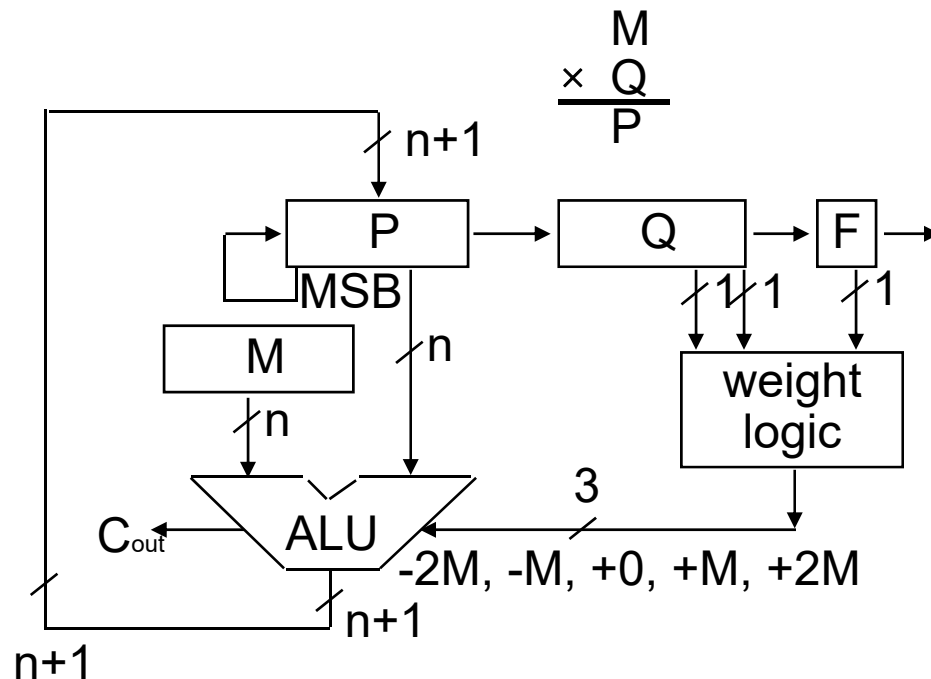 M
× Q
P
n+1
P
Q
F
MSB
1
1
1
M
n
n
weight
logic
3
Cout
ALU
-2M, -M, +0, +M, +2M
n+1
n+1